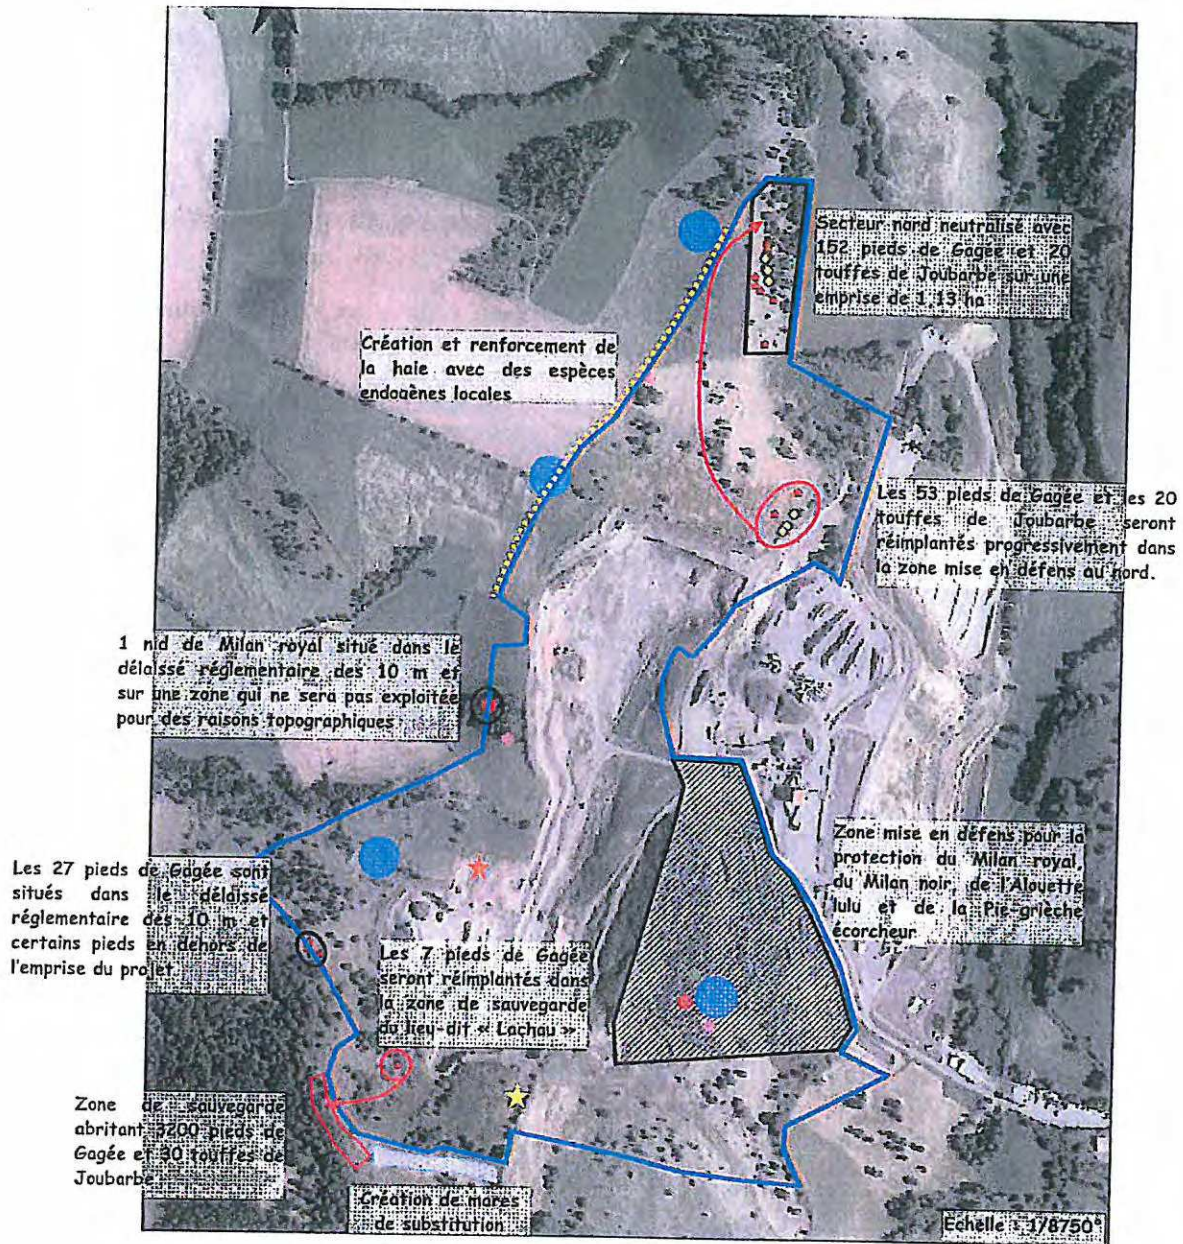 Secteur nord neutralisé avec
152 pieds de Gagée et 20
touffes de Joubarbe sur une
emprise de 1,13 ha
Création et renforcement de
la haie avec des espèces
endogènes locales
Les 53 pieds de Gagée et les 20
touffes de Joubarbe seront
réimplantés progressivement dans
la zone mise en défens au nord.
1 nid de Milan royal situé dans le
délaissé réglementaire des 10 m et
sur une zone qui ne sera pas exploitée
pour des raisons topographiques
Zone mise en défens pour la
protection du Milan royal,
du Milan noir, de l'Alouette
lulu et de la Pie-grièche
écorcheur
Les 27 pieds de Gagée sont
situés dans le délaissé
réglementaire des 10 m et
certains pieds en dehors de
l'emprise du projet
Les 7 pieds de Gagée
seront réimplantés dans
la zone de sauvegarde
du lieu-dit « Lachau »
Zone de sauvegarde
abritant 3200 pieds de
Gagée et 30 touffes de
Joubarbe
Création de mares
de substitution
Echelle : 1/8750°